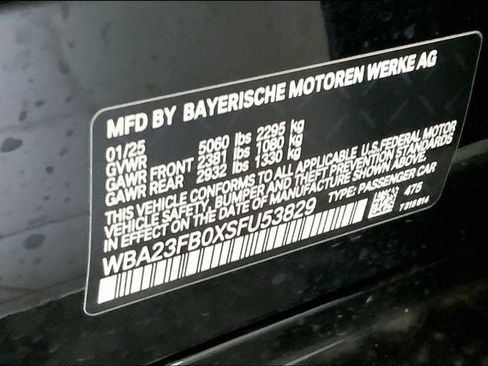 MFD BY BAYERISCHE MOTOREN WERKE AG
01/25 5060 lbs 2295 kg
GVWR
GAWR FRONT 2381 lbs 1080 kg
GAWR REAR 2932 lbs 1330 kg
THIS VEHICLE CONFORMS TO ALL APPLICABLE U.S.FEDERAL MOTOR
VEHICLE SAFETY, BUMPER AND THEFT PREVENTION STANDARDS
IN EFFECT ON THE DATE OF MANUFACTURE SHOWN ABOVE.
WBA23FB0XSFU53829 TYPE: PASSENGER CAR
475